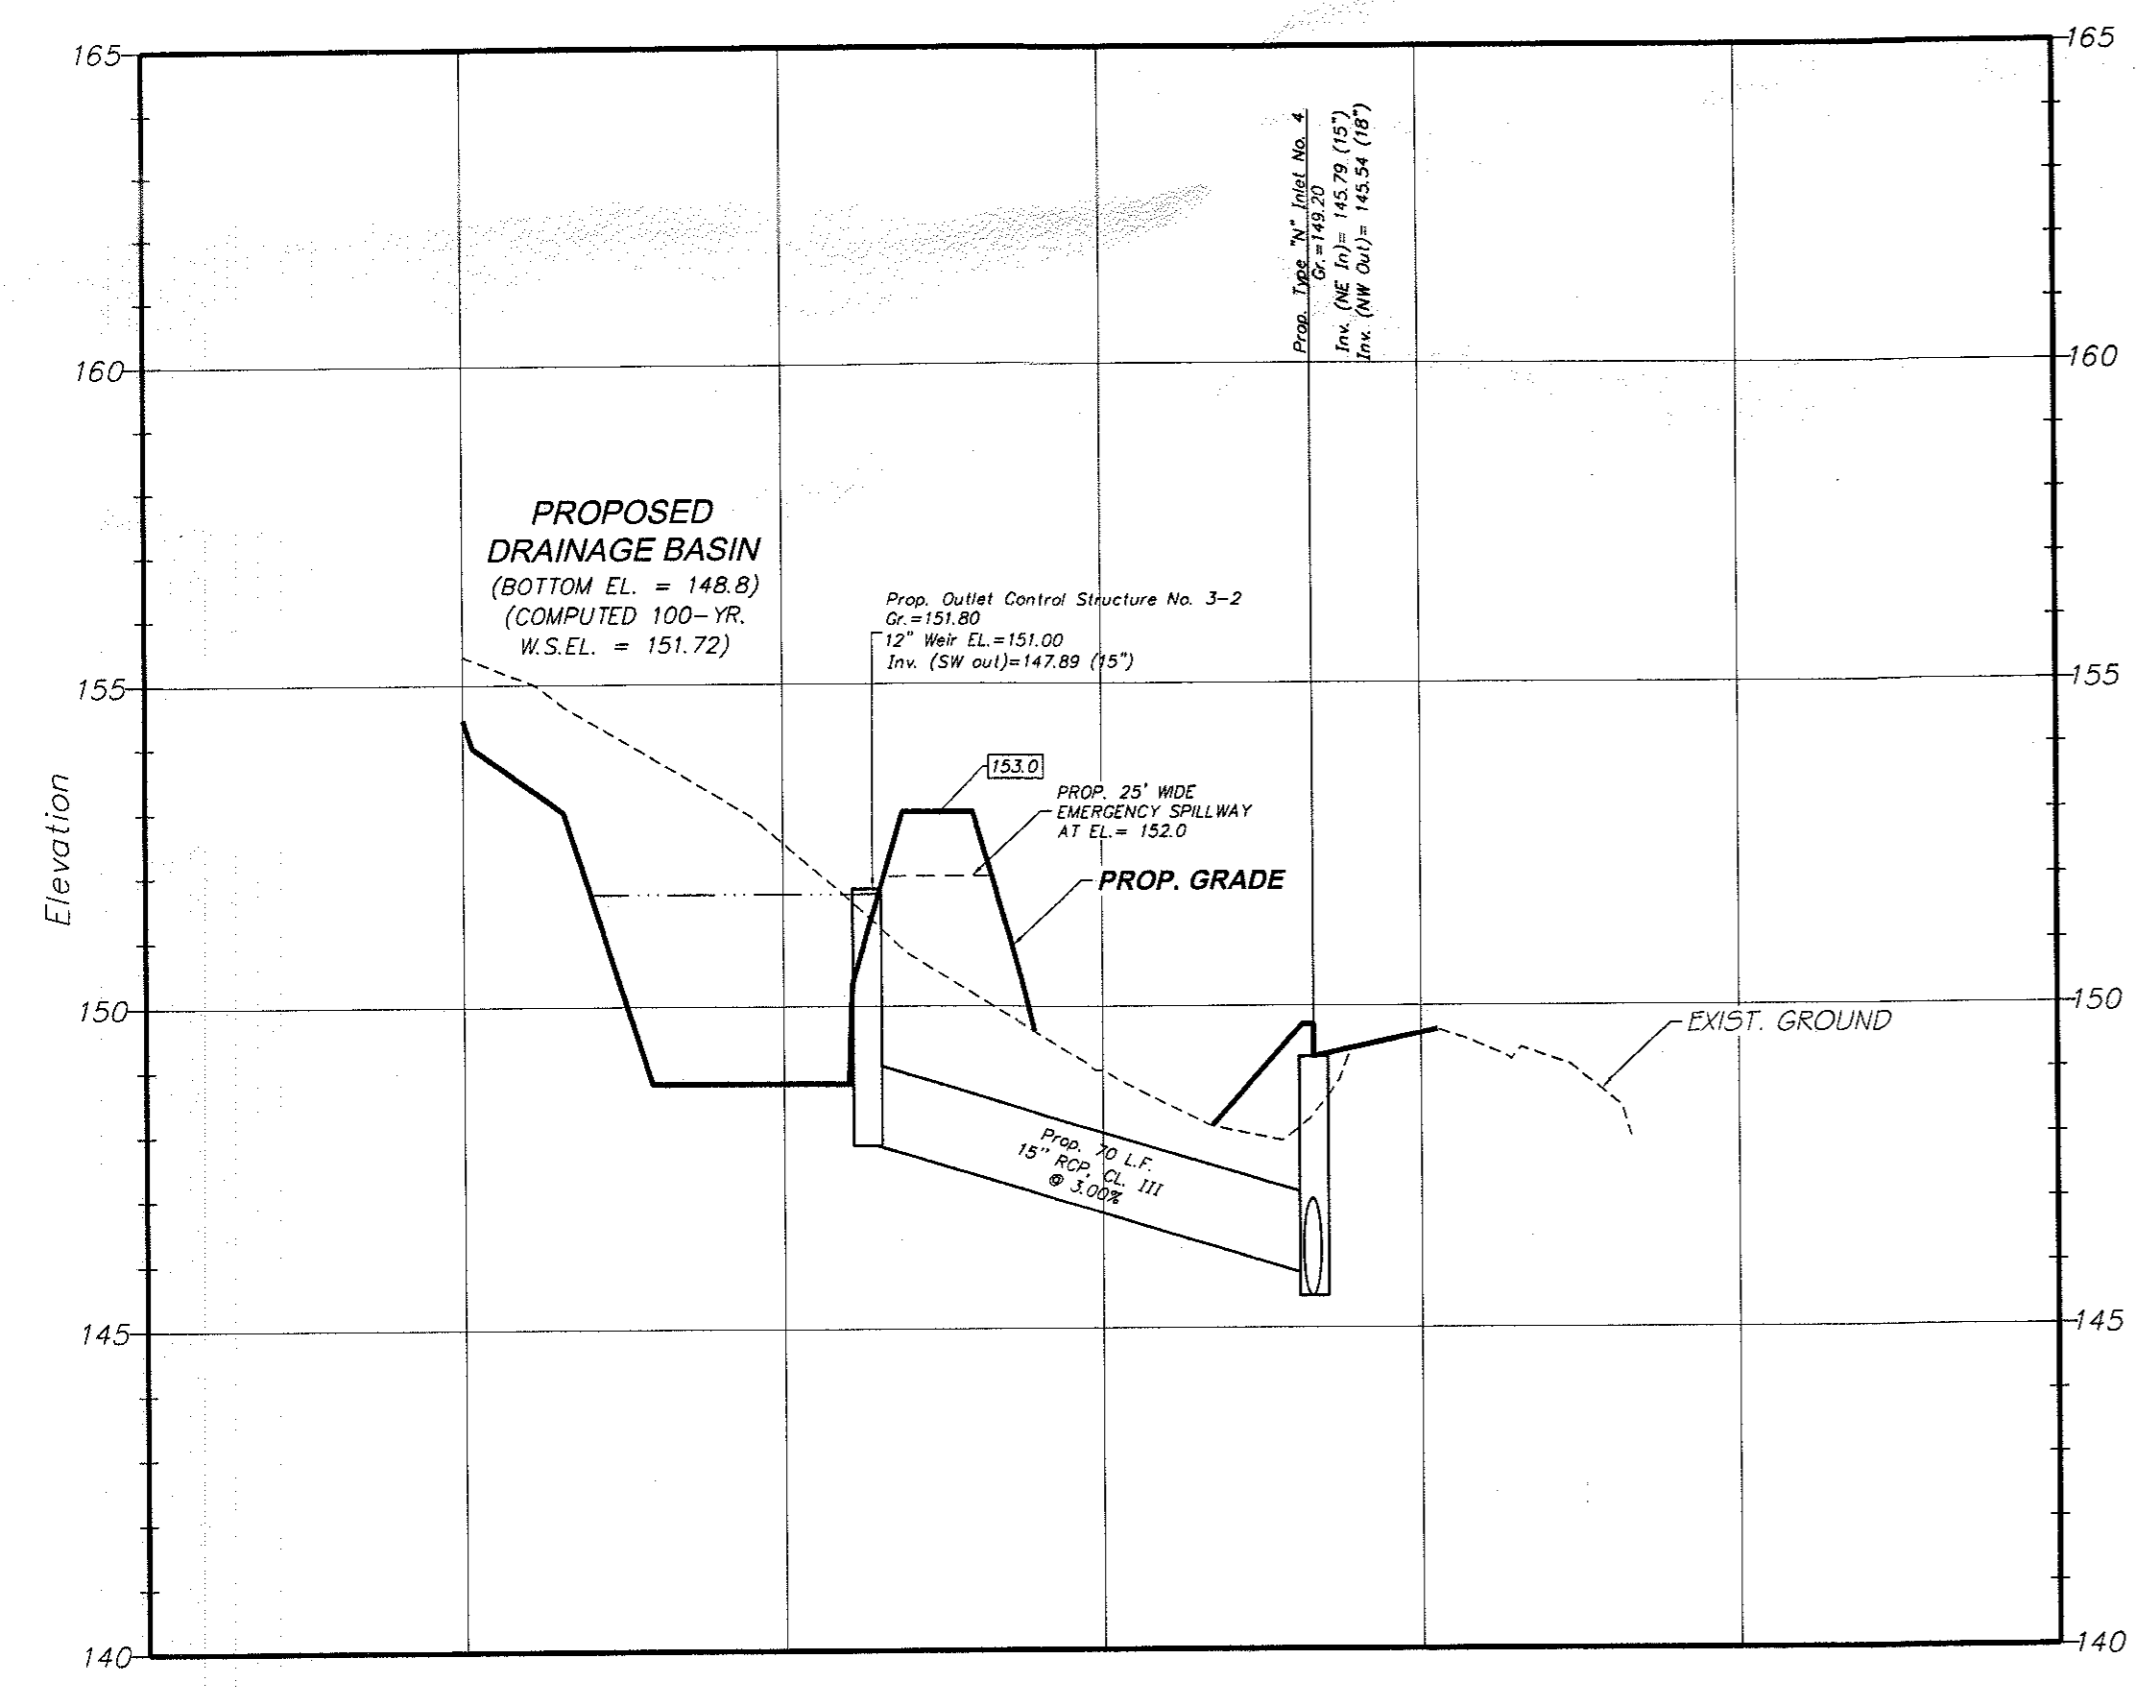 165
165
Prop. Type "N" Inlet No. 4
Gr.=149.20
Inv. (NE In)= 145.79 (15")
Inv. (NW Out)= 145.54 (18")
160
160
PROPOSED
DRAINAGE BASIN
(BOTTOM EL. = 148.8)
(COMPUTED 100-YR.
W.S.EL. = 151.72)
Prop. Outlet Control Structure No. 3-2
Gr.=151.80
12" Weir EL.=151.00
Inv. (SW out)=147.89 (15")
155
155
153.0
PROP. 25' WIDE
EMERGENCY SPILLWAY
AT EL.= 152.0
PROP. GRADE
Elevation
150
150
EXIST. GROUND
Prop. 70 L.F.
15" RCP, CL. III
@ 3.00%
145
145
140
140